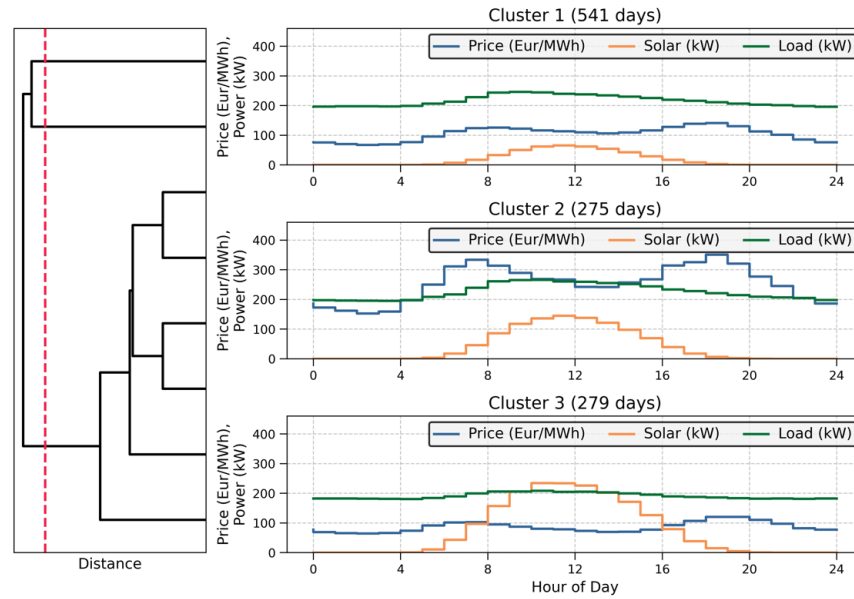 Distance
Cluster 1 (541 days)
Price (Eur/MWh) Solar (kW) Load (kW)
Price (Eur/MWh),
Power (kW)
400
300
200
100
0
0 4 8 12 16 20 24
Cluster 2 (275 days)
Price (Eur/MWh) Solar (kW) Load (kW)
Price (Eur/MWh),
Power (kW)
400
300
200
100
0
0 4 8 12 16 20 24
Cluster 3 (279 days)
Price (Eur/MWh) Solar (kW) Load (kW)
Price (Eur/MWh),
Power (kW)
400
300
200
100
0
0 4 8 12 16 20 24
Hour of Day